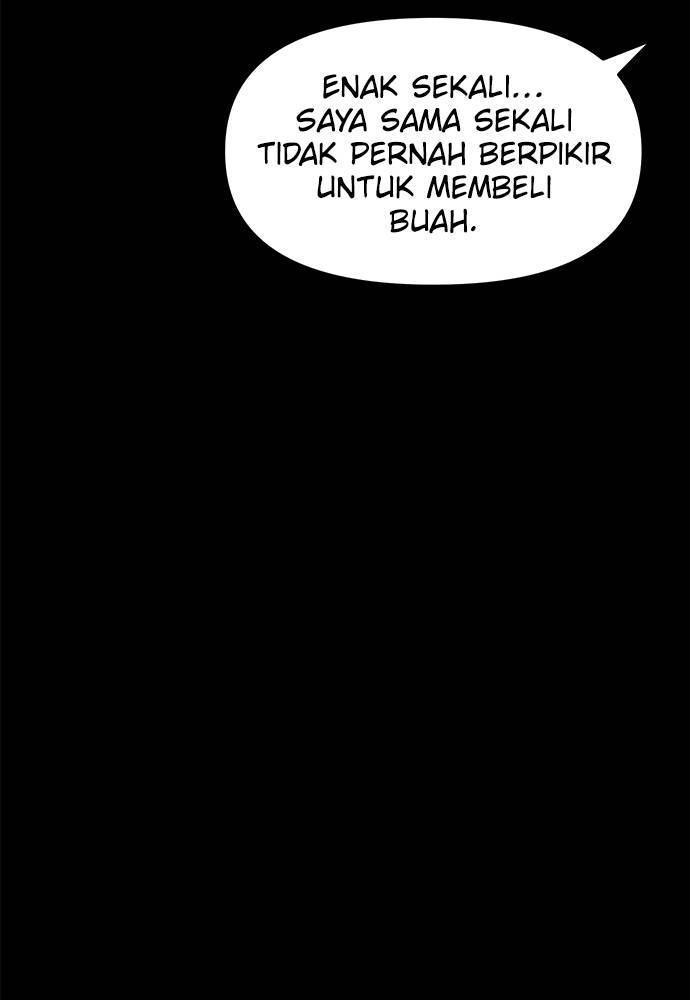 ENAK SEKALI...
SAYA SAMA SEKALI
TIDAK PERNAH BERPIKIR
UNTUK MEMBELI
BUAH.